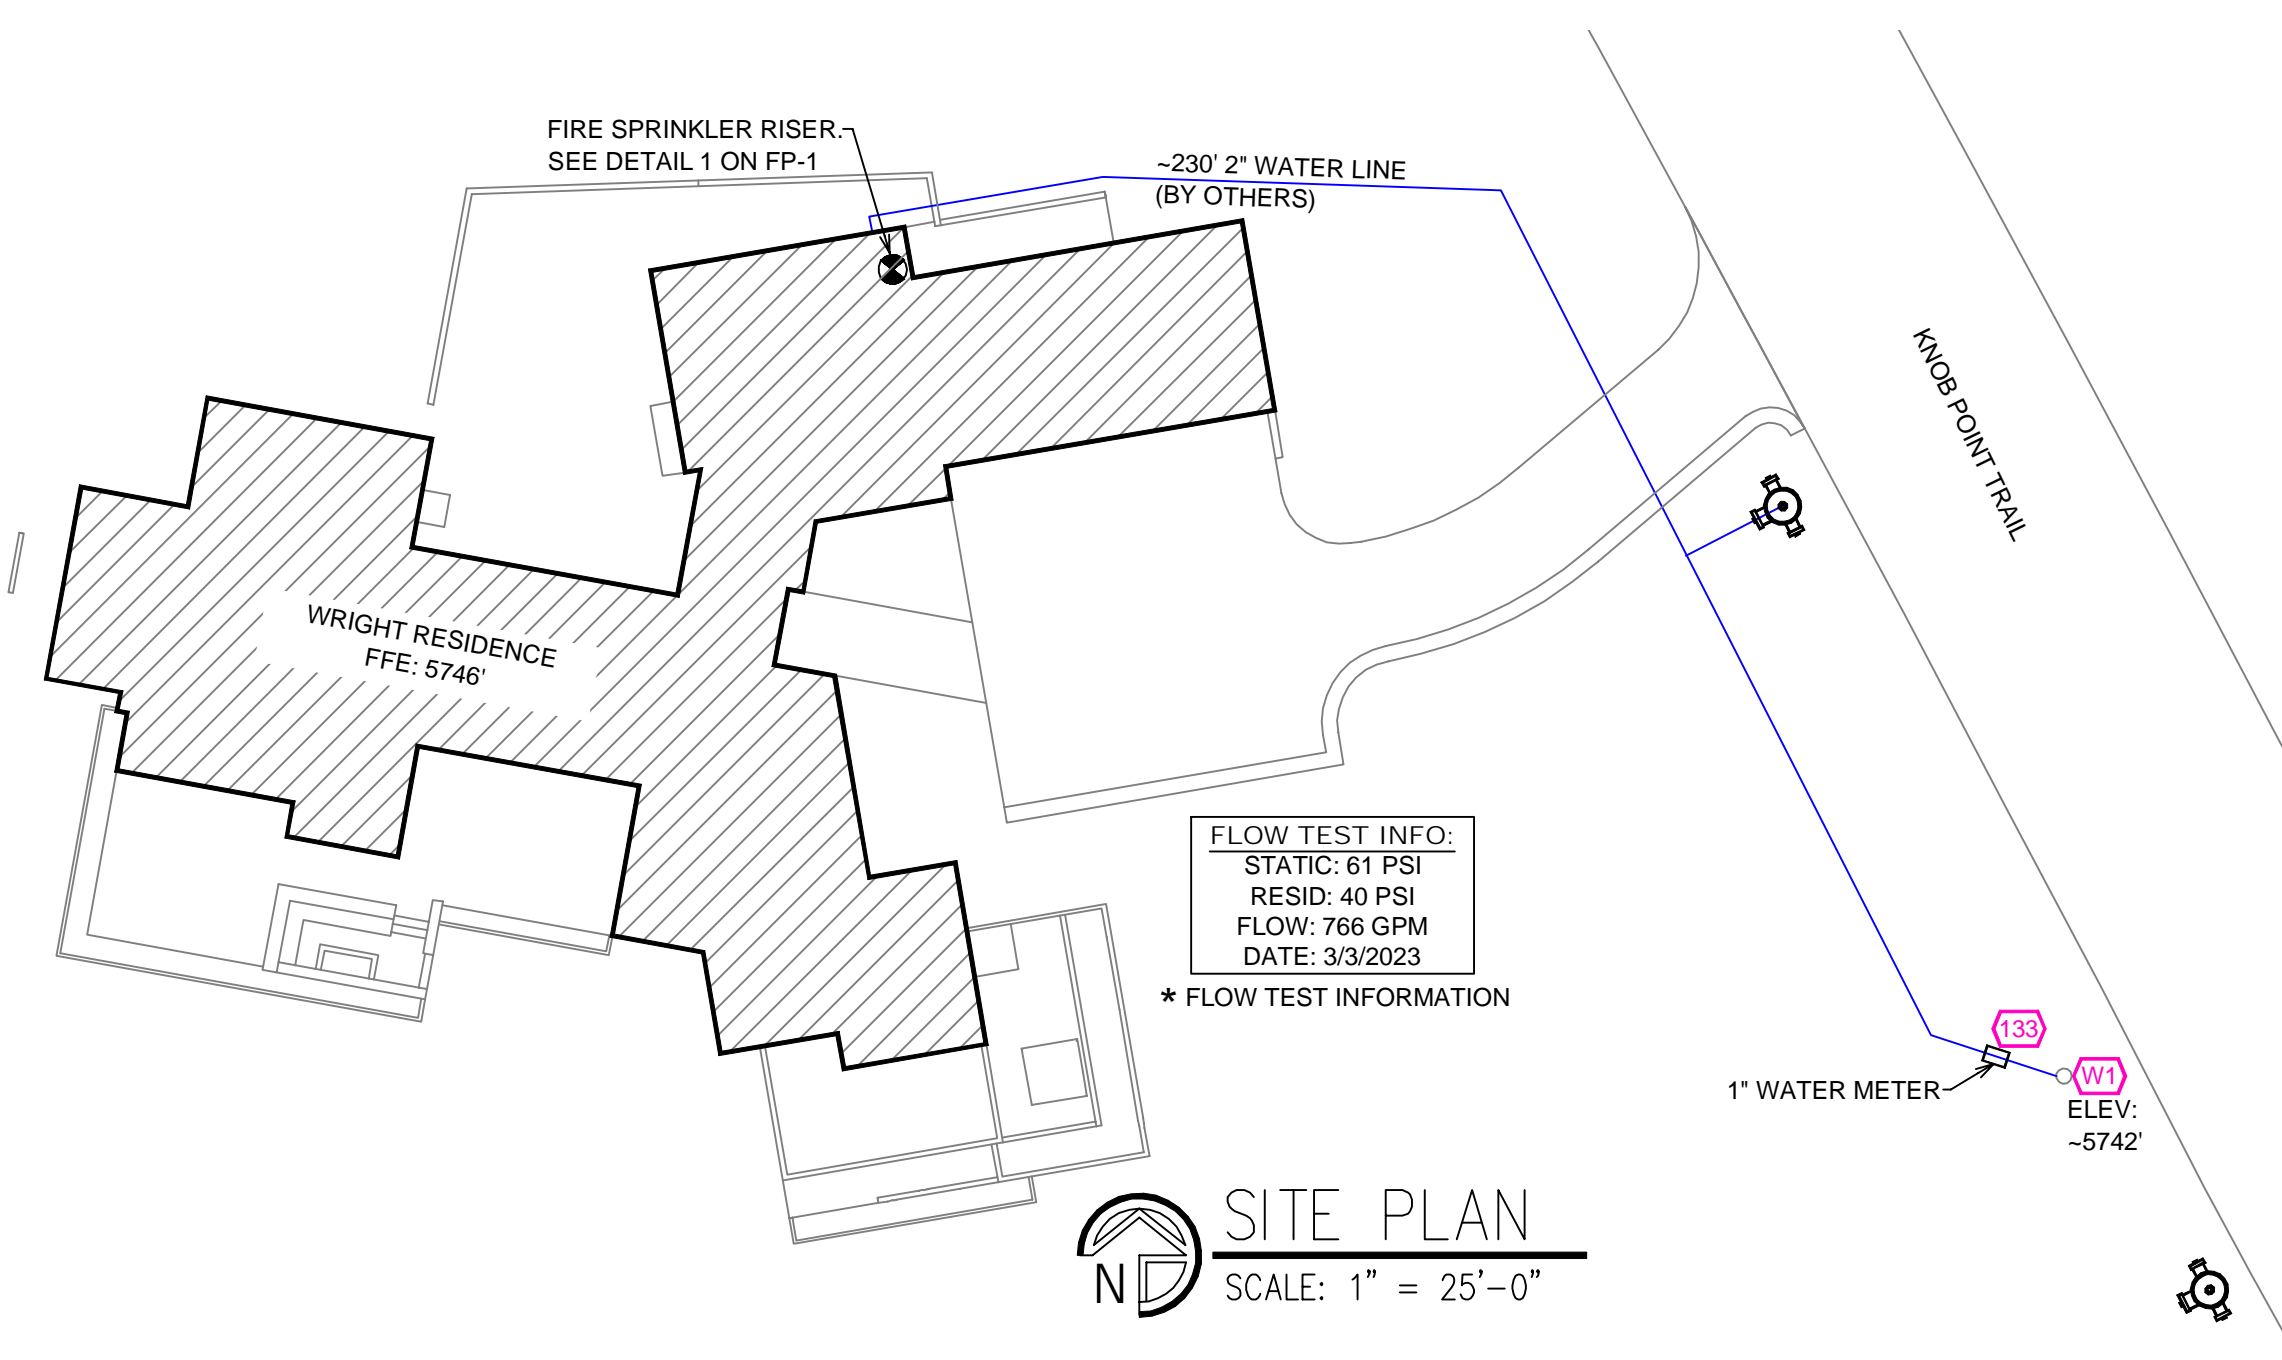 FIRE SPRINKLER RISER.
SEE DETAIL 1 ON FP-1
~230' 2" WATER LINE
(BY OTHERS)
KNOB POINT TRAIL
WRIGHT RESIDENCE
FFE: 5746'
FLOW TEST INFO:
STATIC: 61 PSI
RESID: 40 PSI
FLOW: 766 GPM
DATE: 3/3/2023
* FLOW TEST INFORMATION
133
W1
1" WATER METER
ELEV:
~5742'
N
SITE PLAN
SCALE: 1" = 25'-0"